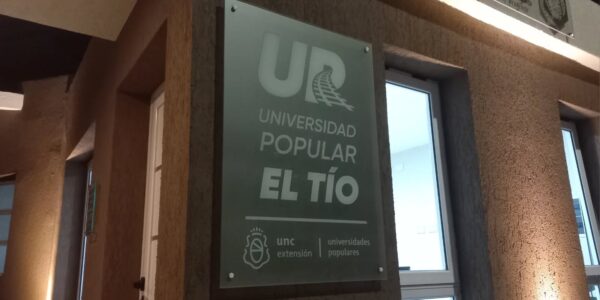 UP
UNIVERSIDAD
POPULAR
EL TÍO
unc
extensión
universidades
populares